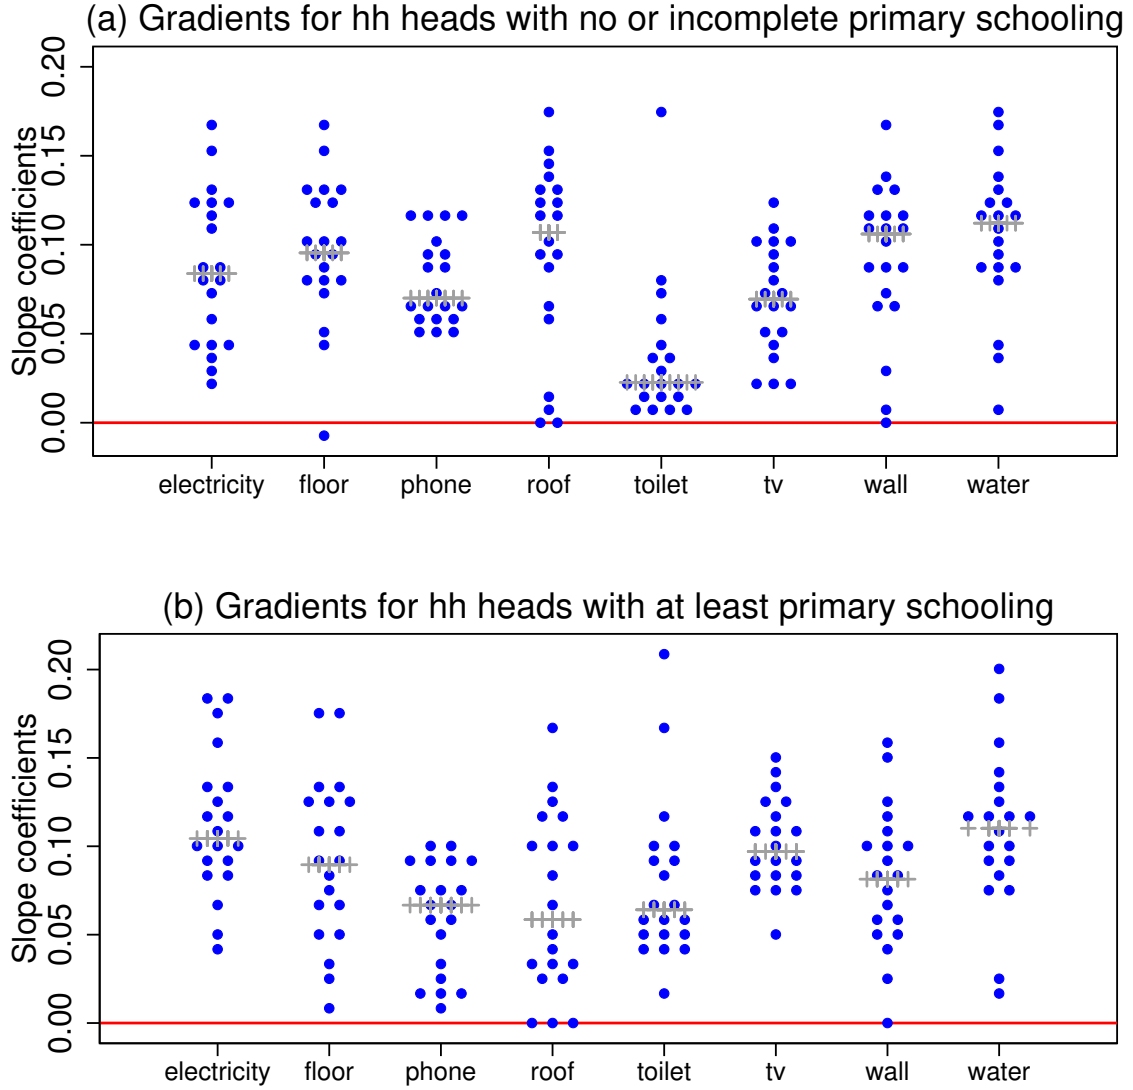 (a) Gradients for hh heads with no or incomplete primary schooling
Slope coefficients
0.20
0.15
0.10
0.05
0.00
electricity floor phone roof toilet tv wall water
(b) Gradients for hh heads with at least primary schooling
Slope coefficients
0.20
0.15
0.10
0.05
0.00
electricity floor phone roof toilet tv wall water